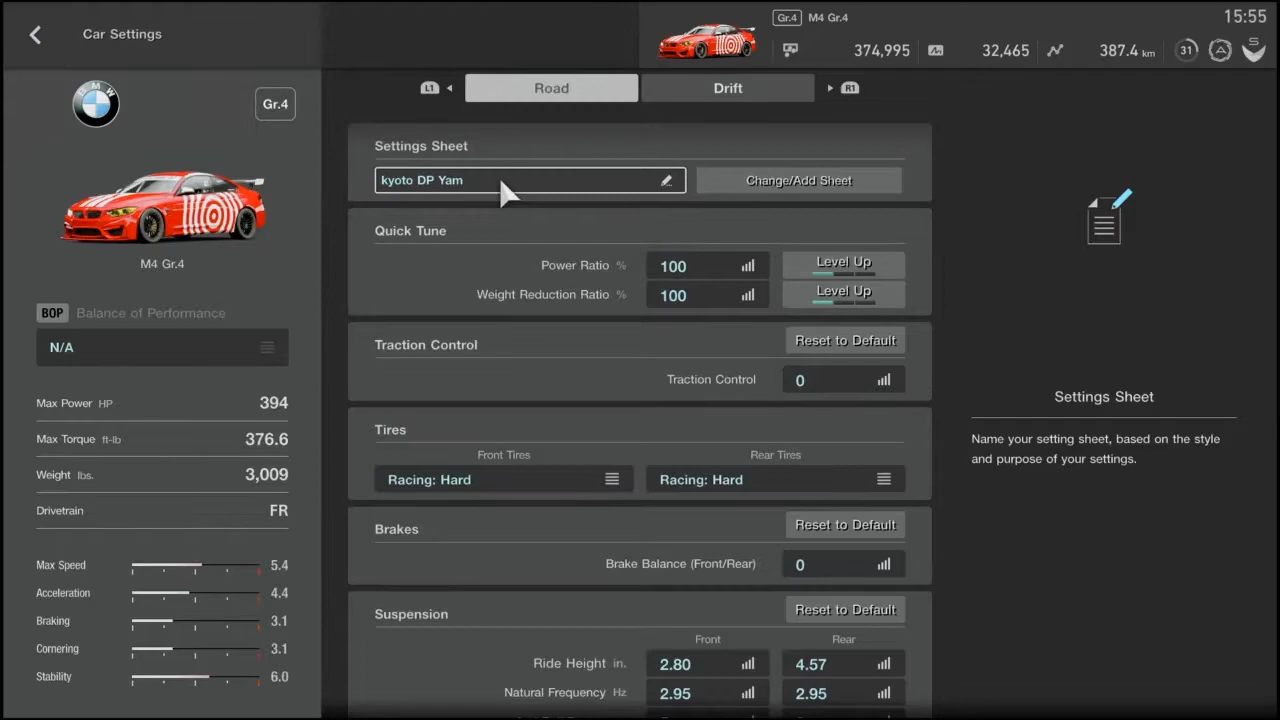 Car Settings
Gr.4 M4 Gr.4
15:55
374,995 32,465 387.4 km 31 A S
BMW
Gr.4
L1 Road Drift R1
Settings Sheet
kyoto DP Yam Change/Add Sheet
Quick Tune
Power Ratio % 100 Level Up
Weight Reduction Ratio % 100 Level Up
M4 Gr.4
BOP Balance of Performance
N/A
Max Power HP 394
Max Torque ft-lb 376.6
Weight lbs. 3,009
Drivetrain FR
Max Speed 5.4
Acceleration 4.4
Braking 3.1
Cornering 3.1
Stability 6.0
Traction Control Reset to Default
Traction Control 0
Tires
Front Tires Rear Tires
Racing: Hard Racing: Hard
Brakes Reset to Default
Brake Balance (Front/Rear) 0
Suspension Reset to Default
Front Rear
Ride Height in. 2.80 4.57
Natural Frequency Hz 2.95 2.95
Settings Sheet
Name your setting sheet, based on the style
and purpose of your settings.